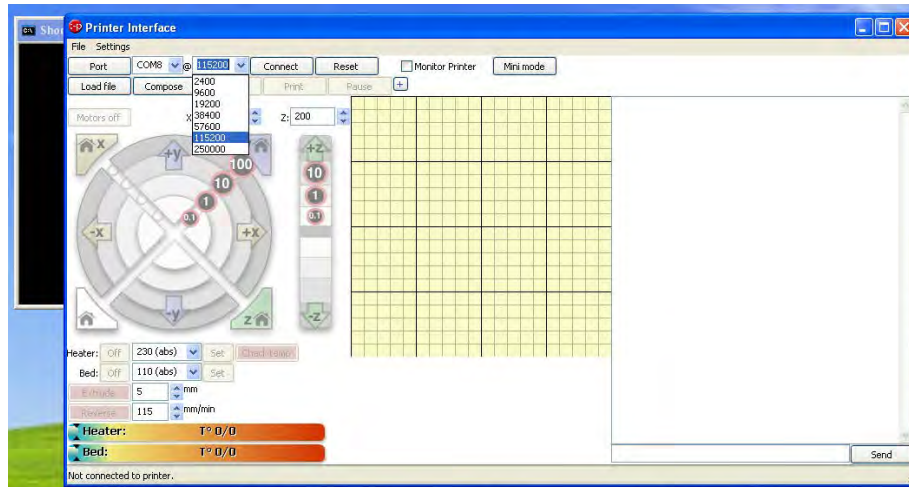 Printer Interface
File Settings
Port COM8 @ 115200 Connect Reset Monitor Printer Mini mode
Load file Compose Print Pause +
2400
9600
19200
38400
57600
115200
250000
Motors off X Z: 200
X +y +z
100 10
10 1
1 0.1
0.1
-x +x
-y z -z
Heater: Off 230 (abs) Set
Bed: Off 110 (abs) Set
Extrude 5 mm
Reverse 115 mm/min
Heater: T° 0/0
Bed: T° 0/0
Send
Not connected to printer.